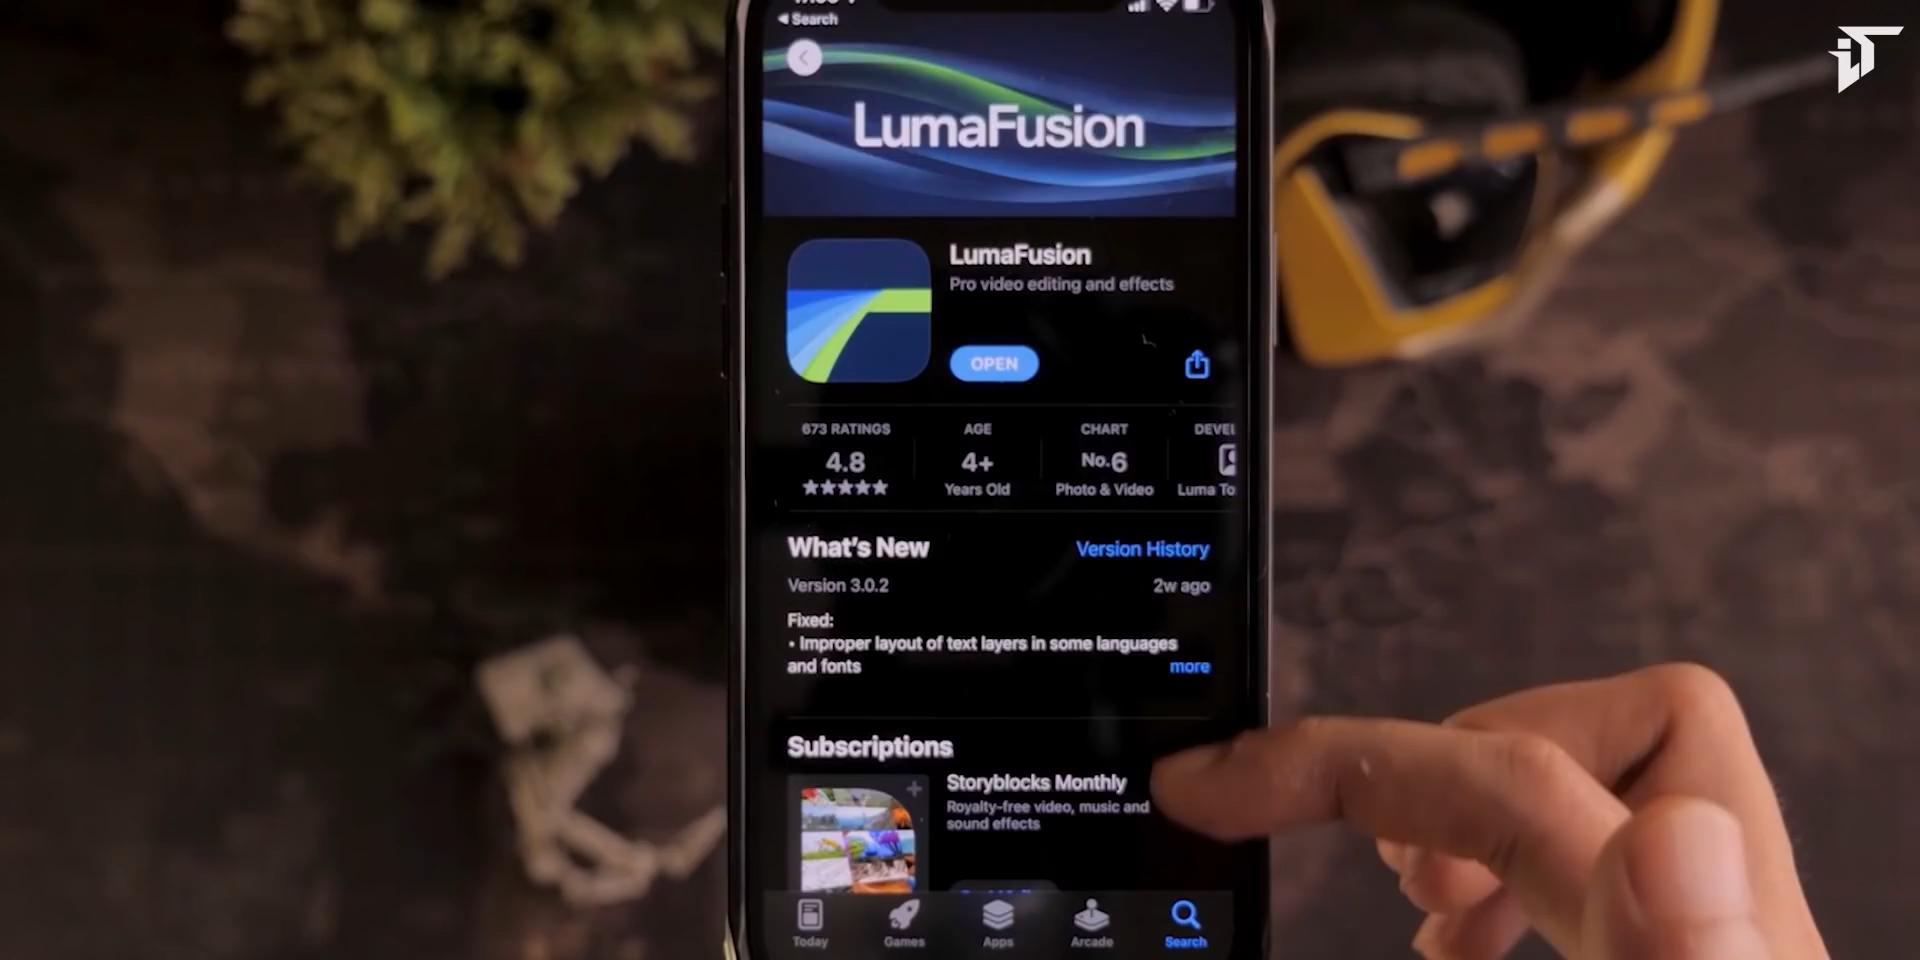 Search
LumaFusion
LumaFusion
Pro video editing and effects
OPEN
673 RATINGS
4.8
AGE
4+
Years Old
CHART
No.6
Photo & Video
DEVEL
Luma To
What's New
Version History
Version 3.0.2
2w ago
Fixed:
• Improper layout of text layers in some languages
and fonts
more
Subscriptions
Storyblocks Monthly
Royalty-free video, music and
sound effects
Today
Games
Apps
Arcade
Search